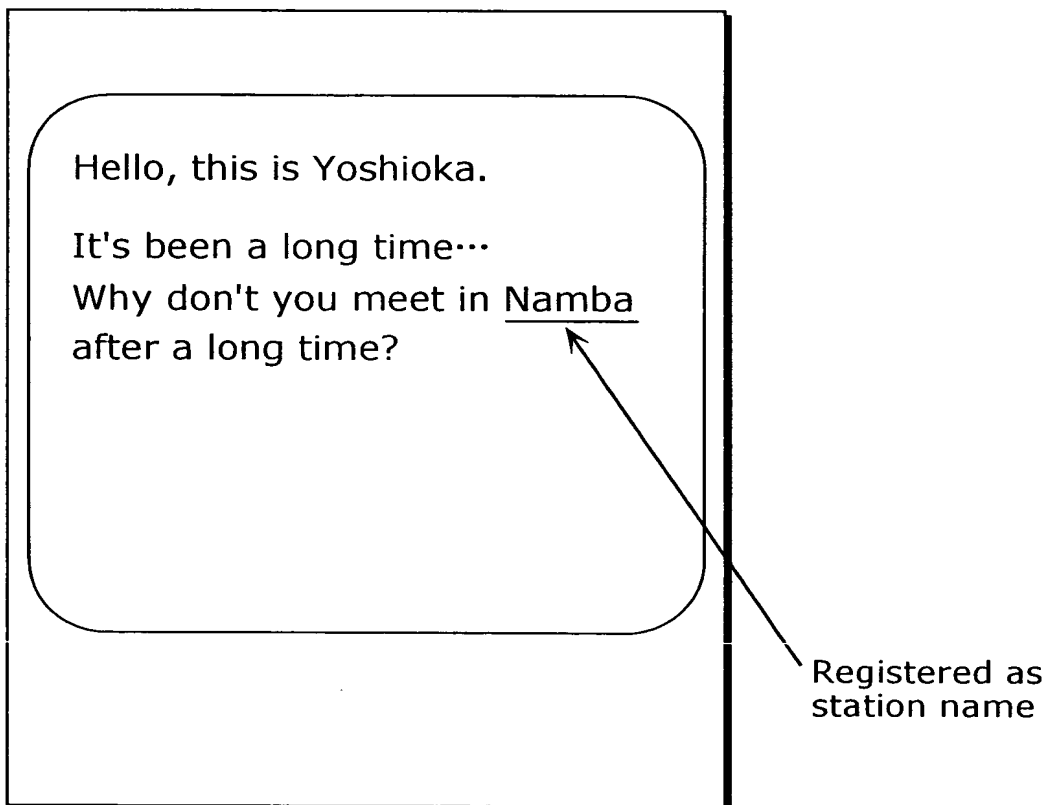 Hello, this is Yoshioka.
It's been a long time···
Why don't you meet in Namba
after a long time?
Registered as
station name